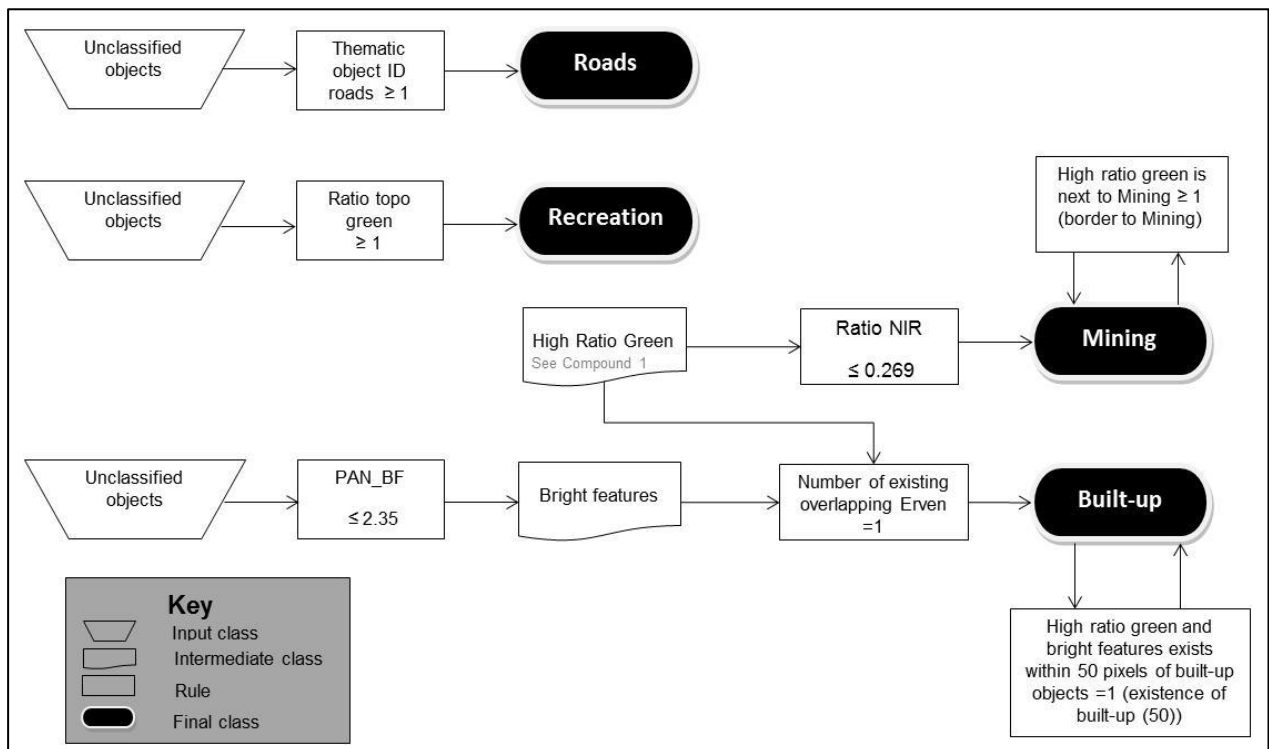 Unclassified
objects
Thematic
object ID
roads ≥ 1
Roads
Unclassified
objects
Ratio topo
green
≥ 1
Recreation
High ratio green is
next to Mining ≥ 1
(border to Mining)
High Ratio Green
See Compound 1
Ratio NIR
≤ 0.269
Mining
Unclassified
objects
PAN_BF
≤ 2.35
Bright features
Number of existing
overlapping Erven
=1
Built-up
High ratio green and
bright features exists
within 50 pixels of built-up
objects =1 (existence of
built-up (50))
Key
Input class
Intermediate class
Rule
Final class